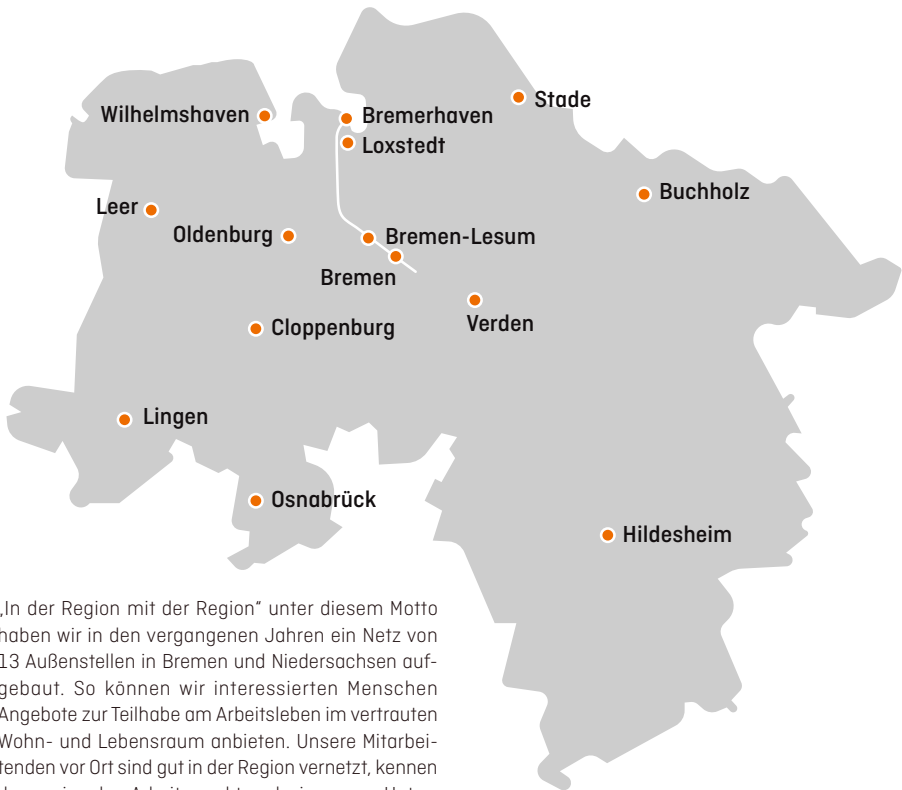 Stade
Wilhelmshaven
Bremerhaven
Loxstedt
Buchholz
Leer
Oldenburg
Bremen-Lesum
Bremen
Verden
Cloppenburg
Lingen
Osnabrück
Hildesheim
„In der Region mit der Region“ unter diesem Motto
haben wir in den vergangenen Jahren ein Netz von
13 Außenstellen in Bremen und Niedersachsen auf-
gebaut. So können wir interessierten Menschen
Angebote zur Teilhabe am Arbeitsleben im vertrauten
Wohn- und Lebensraum anbieten. Unsere Mitarbei-
tenden vor Ort sind gut in der Region vernetzt, kennen